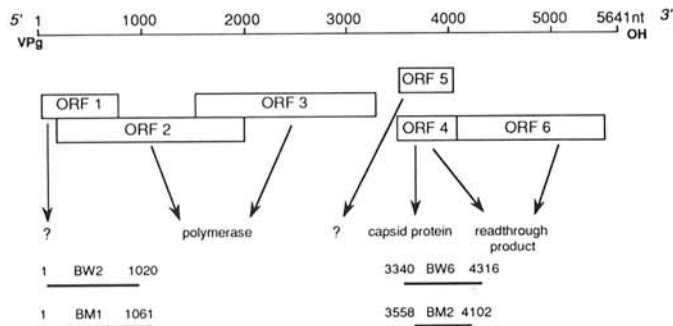 5' 1 1000 2000 3000 4000 5000 5641nt 3'
VPg OH
ORF 5
ORF 1 ORF 3
ORF 2 ORF 4 ORF 6
? polymerase ? capsid protein readthrough
product
1 BW2 1020 3340 BW6 4316
1 BM1 1061 3558 BM2 4102